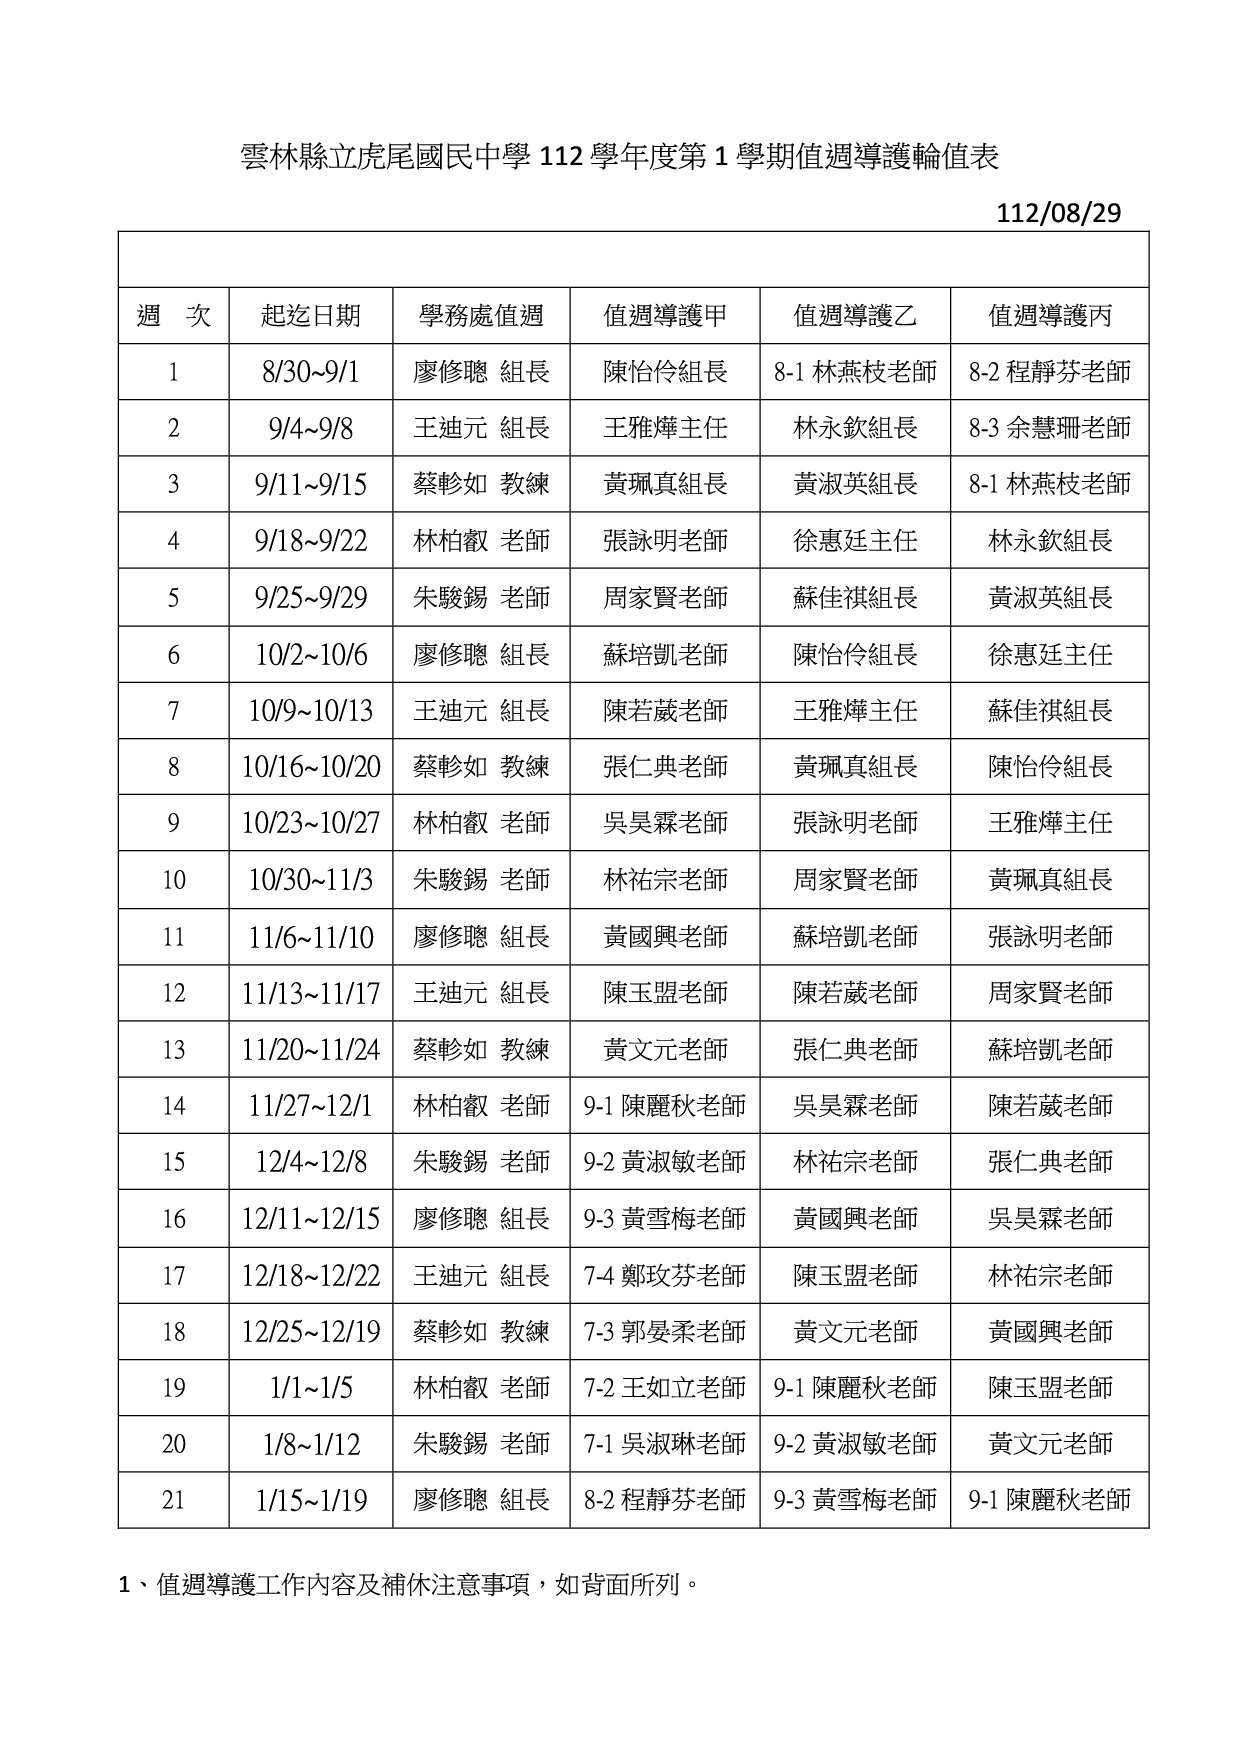 雲林縣立虎尾國民中學 112 學年度第 1 學期值週導護輪值表
112/08/29
週 次 起迄日期 學務處值週 值週導護甲 值週導護乙 值週導護丙
1 8/30~9/1 廖修聰 組長 陳怡伶組長 8-1 林燕枝老師 8-2 程靜芬老師
2 9/4~9/8 王迪元 組長 王雅燁主任 林永欽組長 8-3 余慧珊老師
3 9/11~9/15 蔡軫如 教練 黃珮真組長 黃淑英組長 8-1 林燕枝老師
4 9/18~9/22 林柏叡 老師 張詠明老師 徐惠廷主任 林永欽組長
5 9/25~9/29 朱駿錫 老師 周家賢老師 蘇佳祺組長 黃淑英組長
6 10/2~10/6 廖修聰 組長 蘇培凱老師 陳怡伶組長 徐惠廷主任
7 10/9~10/13 王迪元 組長 陳若葳老師 王雅燁主任 蘇佳祺組長
8 10/16~10/20 蔡軫如 教練 張仁典老師 黃珮真組長 陳怡伶組長
9 10/23~10/27 林柏叡 老師 吳昊霖老師 張詠明老師 王雅燁主任
10 10/30~11/3 朱駿錫 老師 林祐宗老師 周家賢老師 黃珮真組長
11 11/6~11/10 廖修聰 組長 黃國興老師 蘇培凱老師 張詠明老師
12 11/13~11/17 王迪元 組長 陳玉盟老師 陳若葳老師 周家賢老師
13 11/20~11/24 蔡軫如 教練 黃文元老師 張仁典老師 蘇培凱老師
14 11/27~12/1 林柏叡 老師 9-1 陳麗秋老師 吳昊霖老師 陳若葳老師
15 12/4~12/8 朱駿錫 老師 9-2 黃淑敏老師 林祐宗老師 張仁典老師
16 12/11~12/15 廖修聰 組長 9-3 黃雪梅老師 黃國興老師 吳昊霖老師
17 12/18~12/22 王迪元 組長 7-4 鄭玫芬老師 陳玉盟老師 林祐宗老師
18 12/25~12/19 蔡軫如 教練 7-3 郭晏柔老師 黃文元老師 黃國興老師
19 1/1~1/5 林柏叡 老師 7-2 王如立老師 9-1 陳麗秋老師 陳玉盟老師
20 1/8~1/12 朱駿錫 老師 7-1 吳淑琳老師 9-2 黃淑敏老師 黃文元老師
21 1/15~1/19 廖修聰 組長 8-2 程靜芬老師 9-3 黃雪梅老師 9-1 陳麗秋老師
1、值週導護工作內容及補休注意事項，如背面所列。